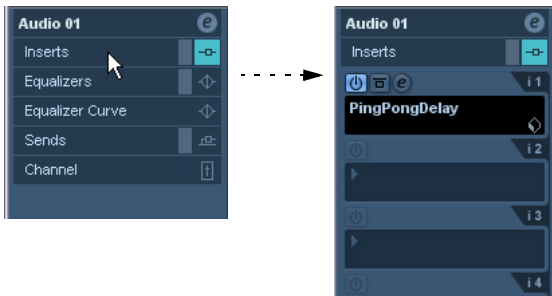 Audio 01 e
Inserts
Equalizers
Equalizer Curve
Sends
Channel
Audio 01 e
Inserts
e i 1
PingPongDelay
i 2
i 3
i 4